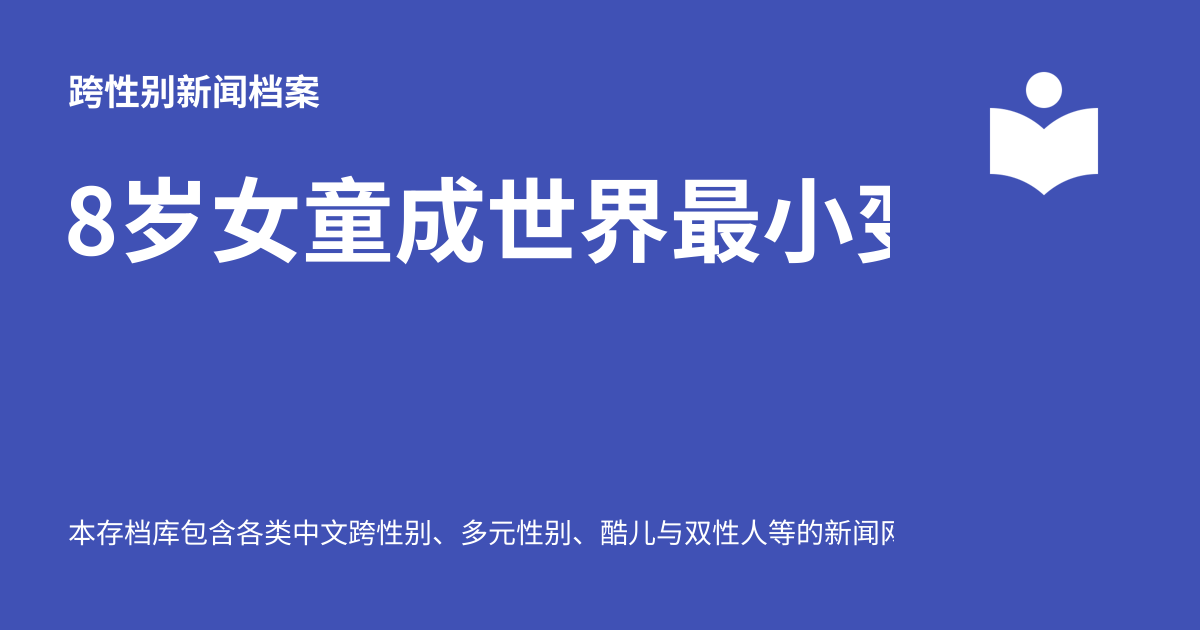 跨性别新闻档案
8岁女童成世界最小
本存档库包含各类中文跨性别、多元性别、酷儿与双性人等的新闻